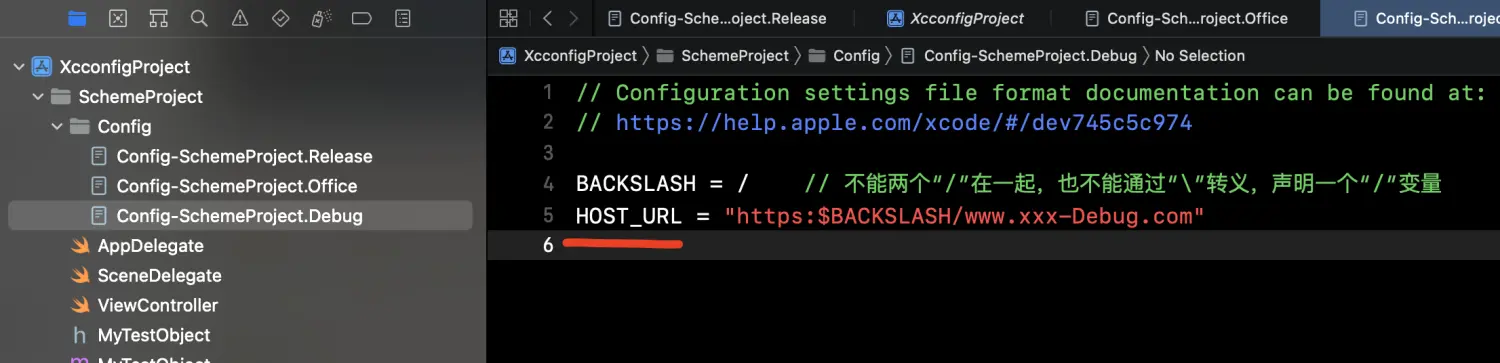 Config-Sche...oject.Release
XcconfigProject
Config-Sch...roject.Office
Config-Sch...rojec
XcconfigProject
SchemeProject
Config
Config-SchemeProject.Release
Config-SchemeProject.Office
Config-SchemeProject.Debug
AppDelegate
SceneDelegate
ViewController
h MyTestObject
m MyTestObject
XcconfigProject 〉 SchemeProject 〉 Config 〉 Config-SchemeProject.Debug 〉 No Selection
1 // Configuration settings file format documentation can be found at:
2 // https://help.apple.com/xcode/#/dev745c5c974
3
4 BACKSLASH = / // 不能两个“/”在一起，也不能通过“\”转义，声明一个“/”变量
5 HOST_URL = "https:$BACKSLASH/www.xxx-Debug.com"
6